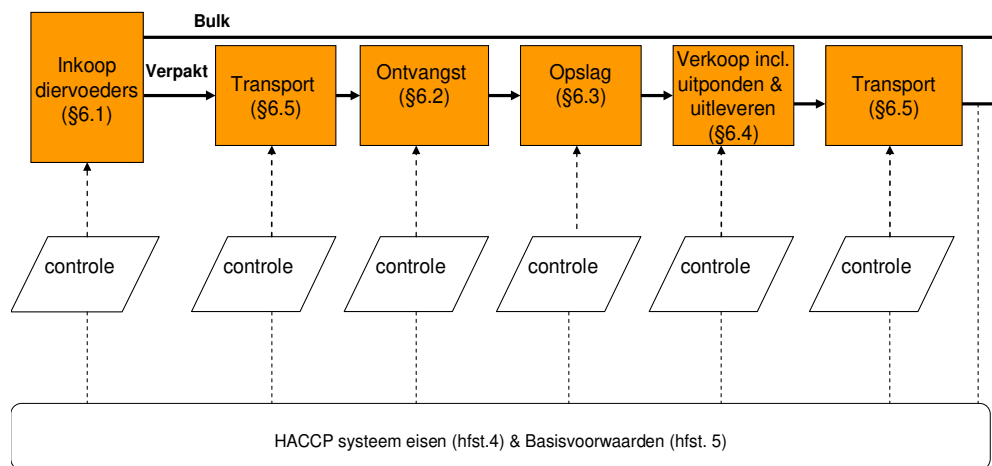 Bulk
Inkoop
diervoeders
(§6.1)
Verpakt
Transport
(§6.5)
Ontvangst
(§6.2)
Opslag
(§6.3)
Verkoop incl.
uitponden &
uitleveren
(§6.4)
Transport
(§6.5)
controle
controle
controle
controle
controle
controle
HACCP systeem eisen (hfst.4) & Basisvoorwaarden (hfst. 5)